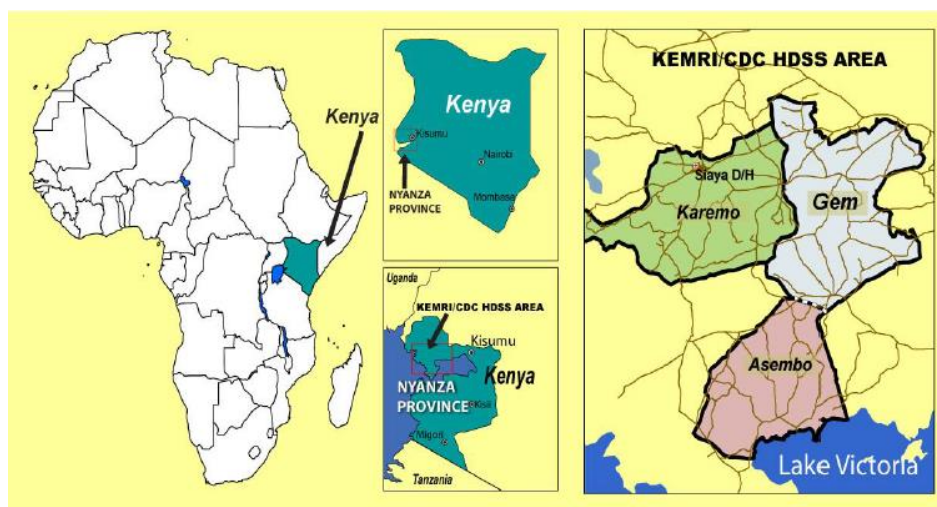 Kenya
Kenya
Kisumu
Nairobi
NYANZA
PROVINCE
Mombasa
Uganda
KEMRI/CDC HDSS AREA
Kisumu
Kenya
NYANZA
PROVINCE
Kisii
Migori
Tanzania
KEMRI/CDC HDSS AREA
Siaya D/H
Karemo
Gem
Asembo
Lake Victoria